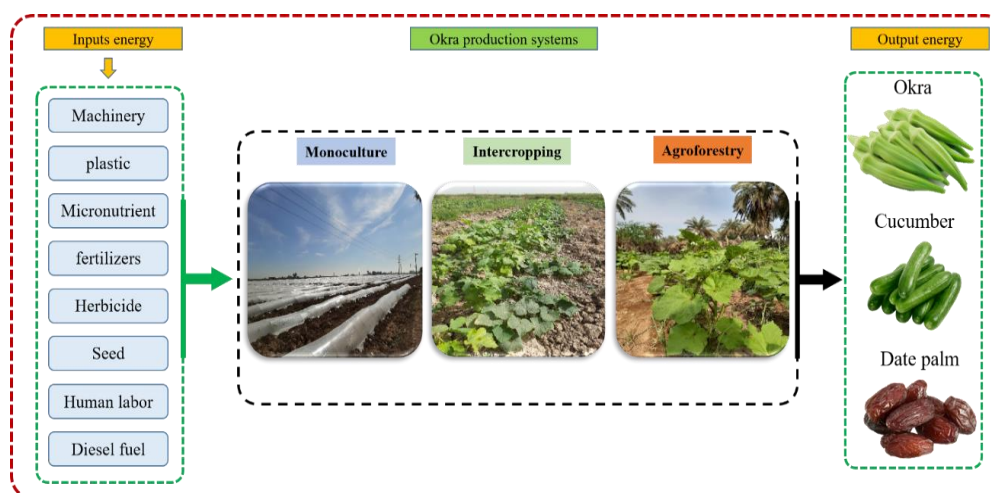 Inputs energy
Okra production systems
Output energy
Machinery
plastic
Micronutrient
fertilizers
Herbicide
Seed
Human labor
Diesel fuel
Monoculture
Intercropping
Agroforestry
Okra
Cucumber
Date palm